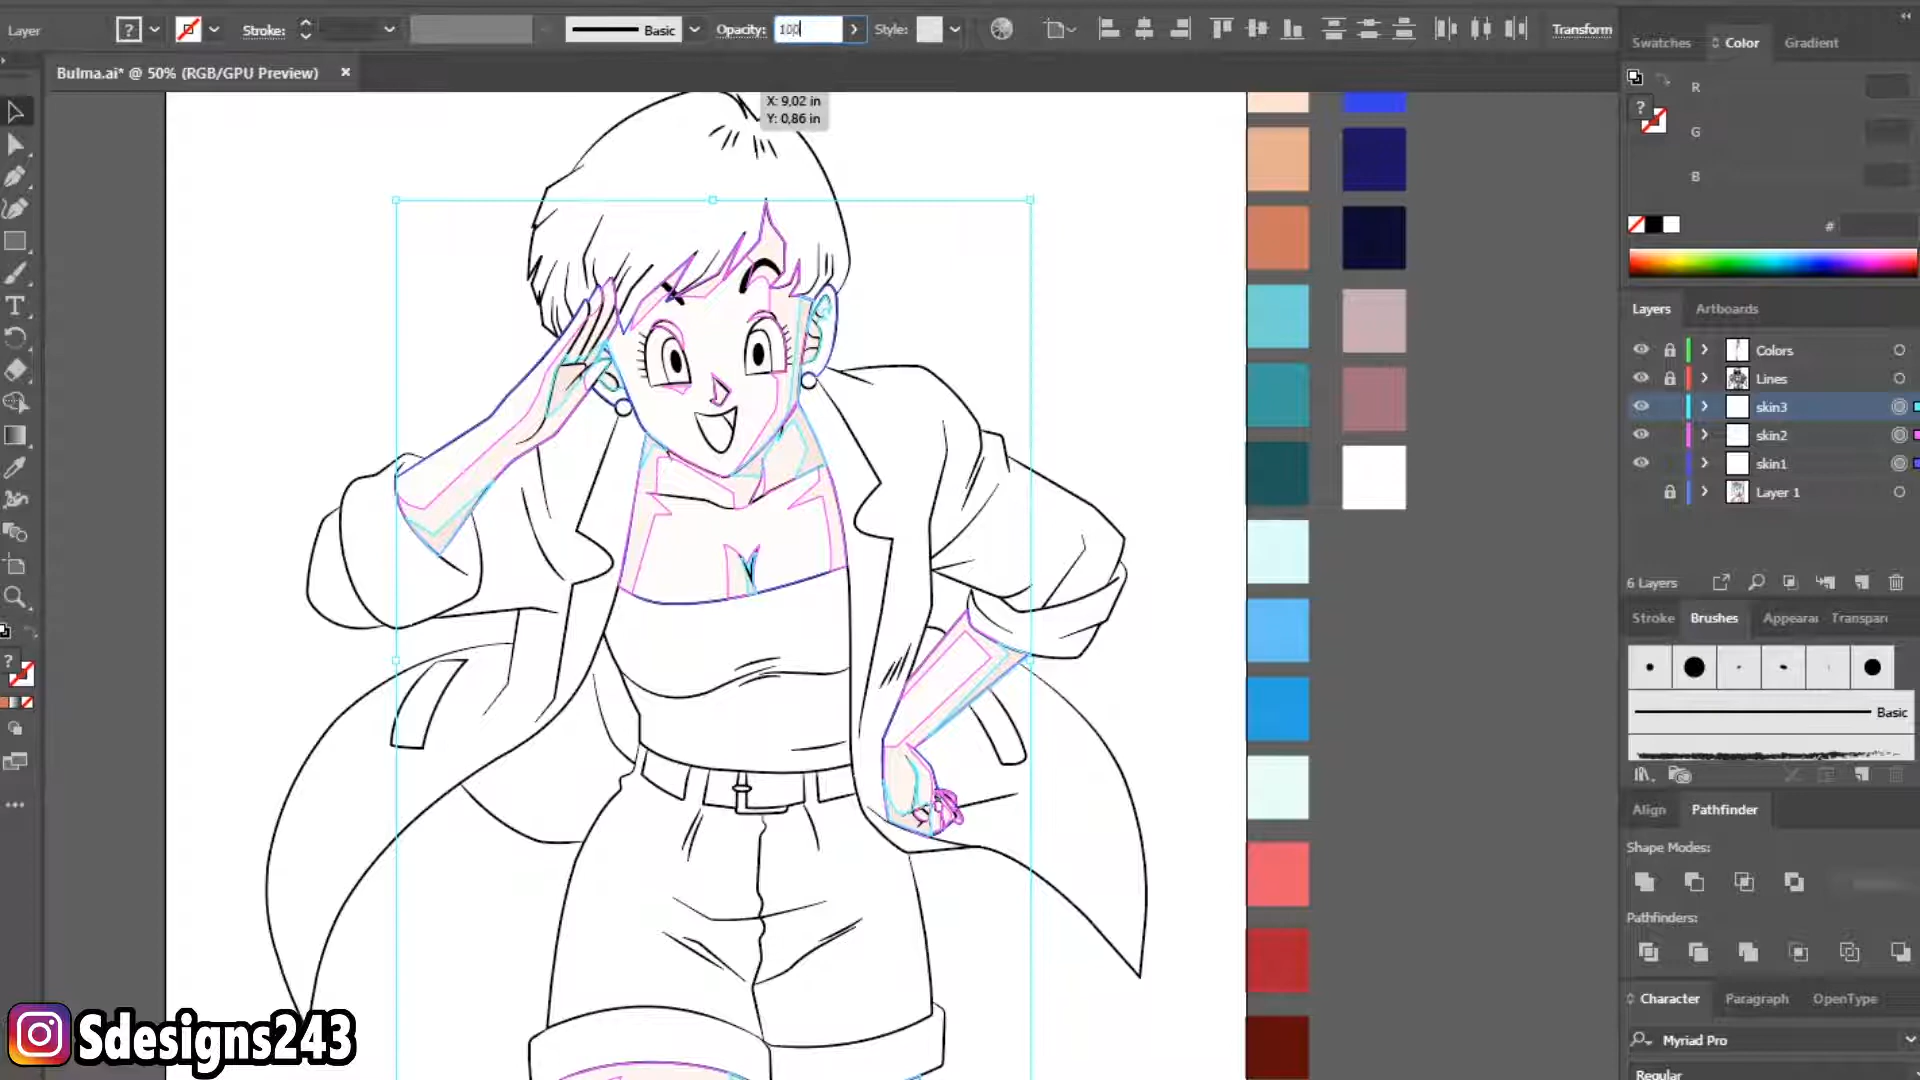 Layer
?
Stroke:
Basic
Opacity:
100
Style:
Transform
Bulma.ai* @ 50% (RGB/GPU Preview)
×
X: 9,02 in
Y: 0,86 in
Swatches
Color
Gradient
?
R
G
B
#
Layers
Artboards
Colors
Lines
skin3
skin2
skin1
Layer 1
6 Layers
Stroke
Brushes
Appearar
Transpar
Basic
Align
Pathfinder
Shape Modes:
Pathfinders:
Character
Paragraph
OpenType
Myriad Pro
Regular
T
?
Sdesigns243